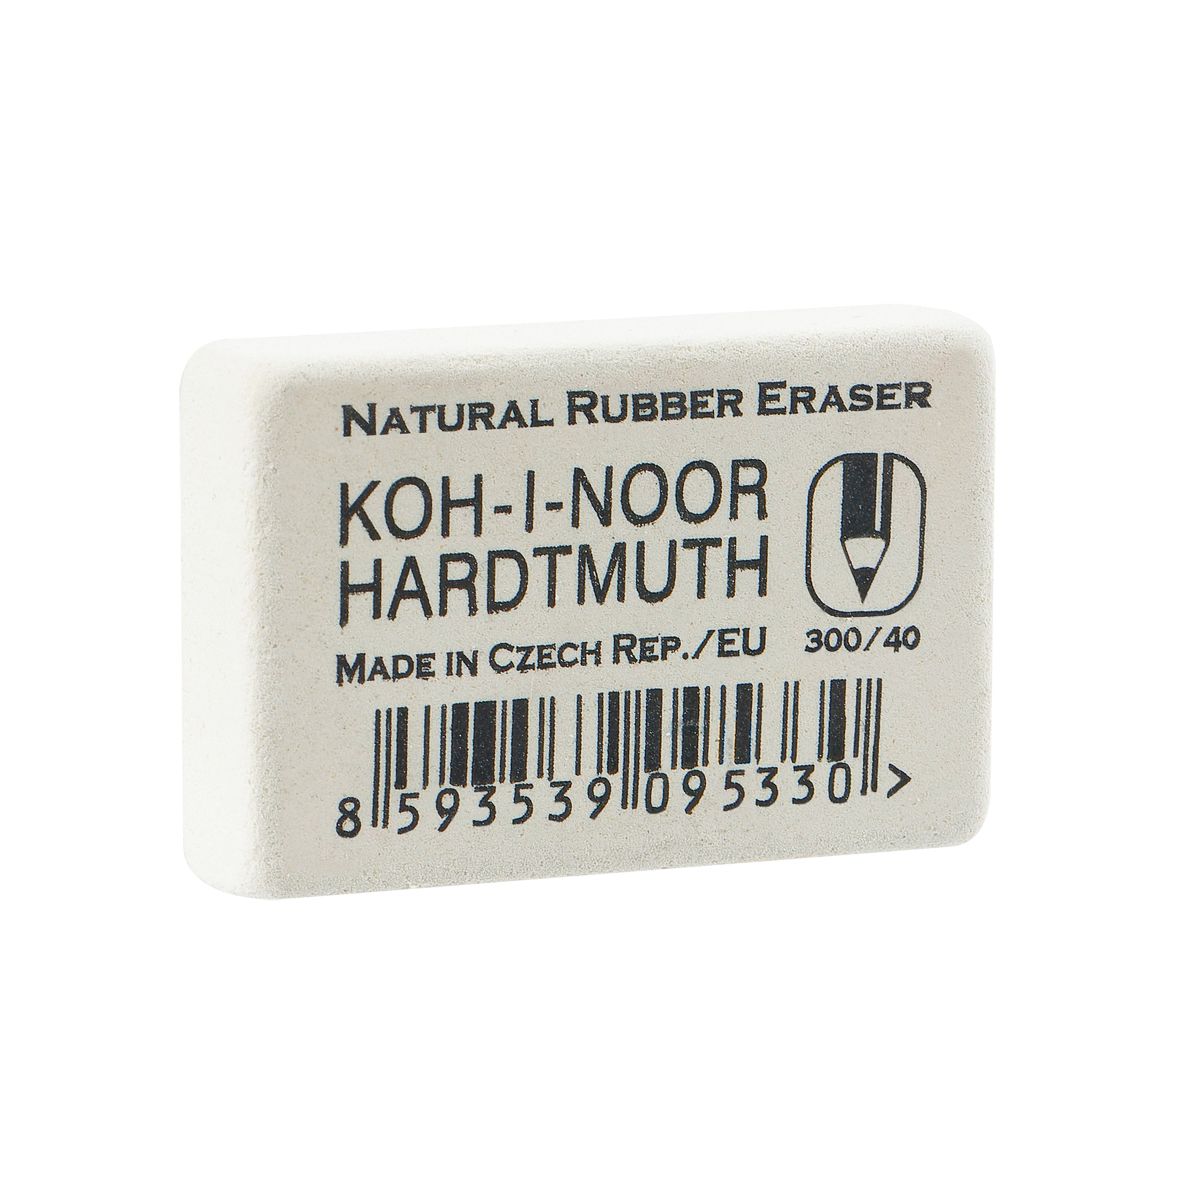 NATURAL RUBBER ERASER
KOH-I-NOOR
HARDTMUTH
MADE IN CZECH REP./EU
300/40
8 593539 095330 >